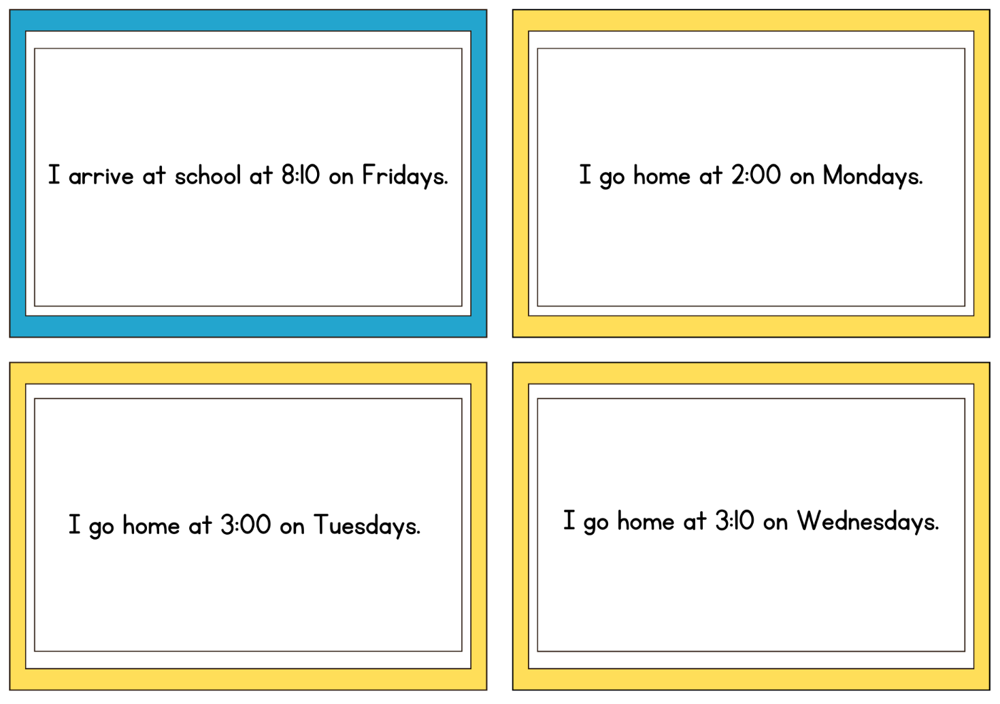 I arrive at school at 8:10 on Fridays.
I go home at 2:00 on Mondays.
I go home at 3:00 on Tuesdays.
I go home at 3:10 on Wednesdays.